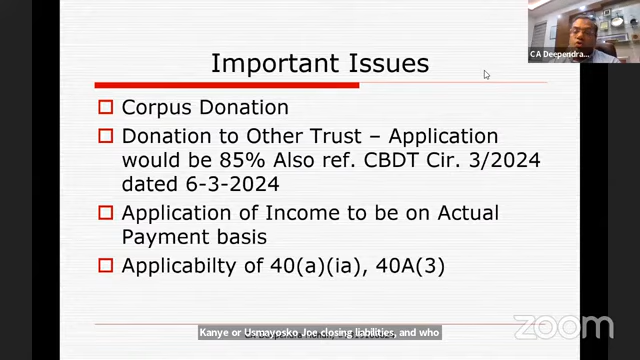 CA Deependra...
Important Issues
Corpus Donation
Donation to Other Trust – Application
would be 85% Also ref. CBDT Cir. 3/2024
dated 6-3-2024
Application of Income to be on Actual
Payment basis
Applicabilty of 40(a)(ia), 40A(3)
Kanye or Usmayosko Joe closing liabilities, and who
zoom